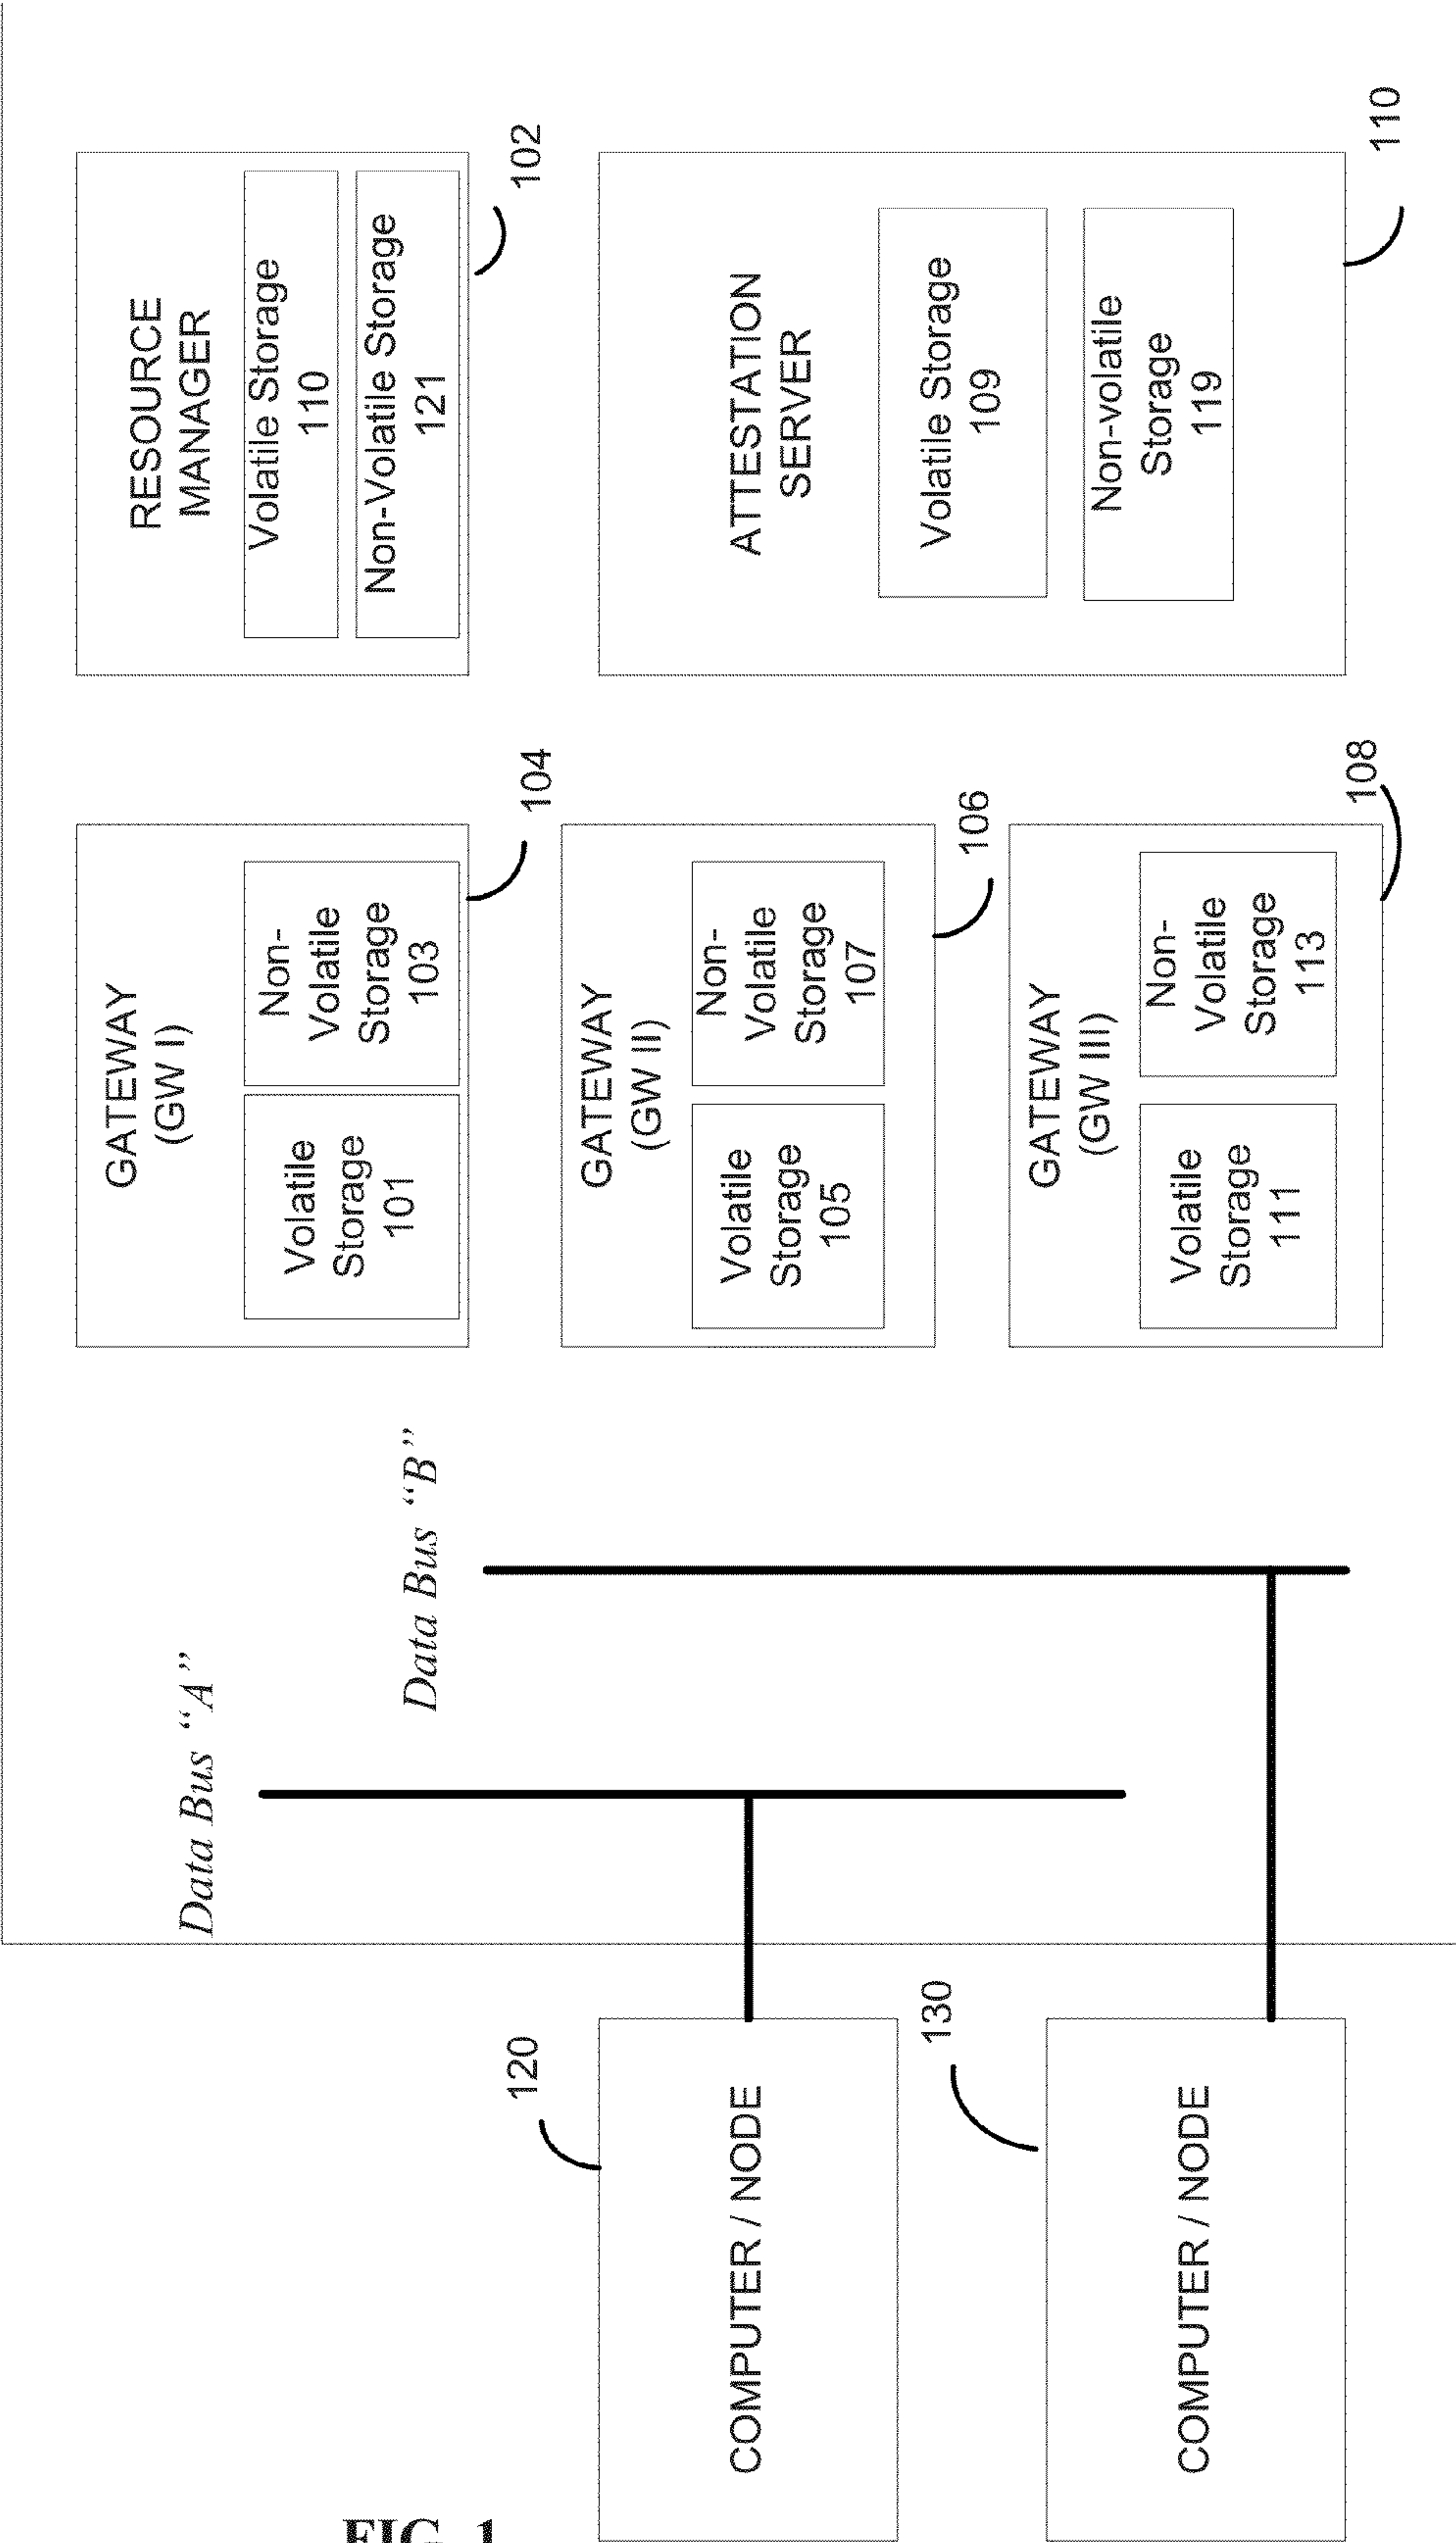 RESOURCE
MANAGER
Volatile Storage
110
Non-Volatile Storage
121
102
ATTESTATION
SERVER
Volatile Storage
109
Non-volatile
Storage
119
110
GATEWAY
(GW I)
Volatile
Storage
101
Non-
Volatile
Storage
103
104
GATEWAY
(GW II)
Volatile
Storage
105
Non-
Volatile
Storage
107
106
GATEWAY
(GW III)
Volatile
Storage
111
Non-
Volatile
Storage
113
108
Data Bus “A”
Data Bus “B”
120
COMPUTER / NODE
130
COMPUTER / NODE
FIG. 1